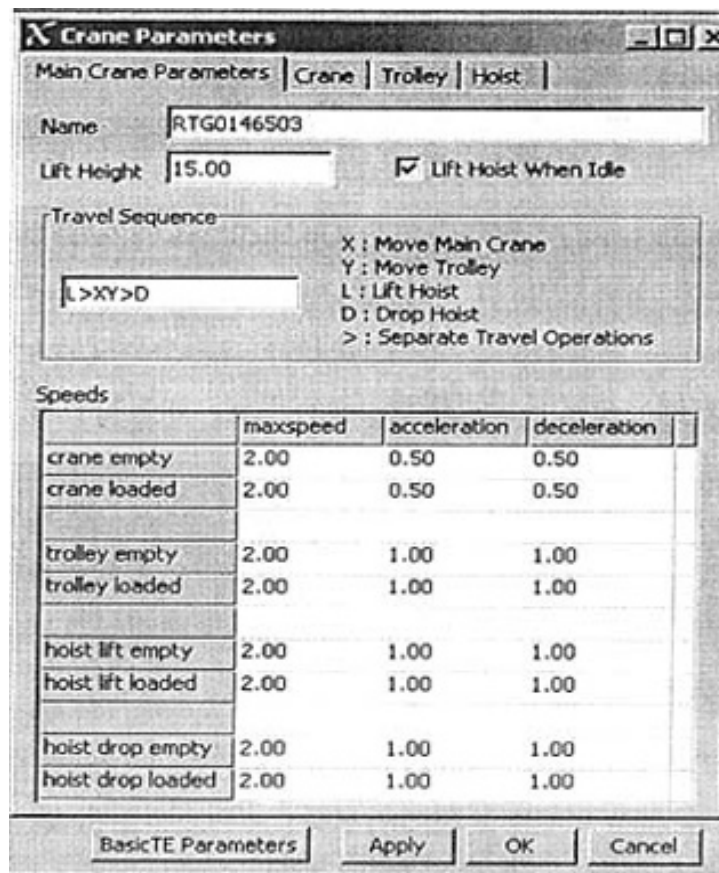 Crane Parameters
Main Crane Parameters Crane Trolley Hoist
Name RTG0146S03
Lift Height 15.00 Lift Hoist When Idle
Travel Sequence
X : Move Main Crane
Y : Move Trolley
L>XY>D
L : Lift Hoist
D : Drop Hoist
> : Separate Travel Operations
Speeds
maxspeed acceleration deceleration
crane empty 2.00 0.50 0.50
crane loaded 2.00 0.50 0.50
trolley empty 2.00 1.00 1.00
trolley loaded 2.00 1.00 1.00
hoist lift empty 2.00 1.00 1.00
hoist lift loaded 2.00 1.00 1.00
hoist drop empty 2.00 1.00 1.00
hoist drop loaded 2.00 1.00 1.00
BasicTE Parameters Apply OK Cancel